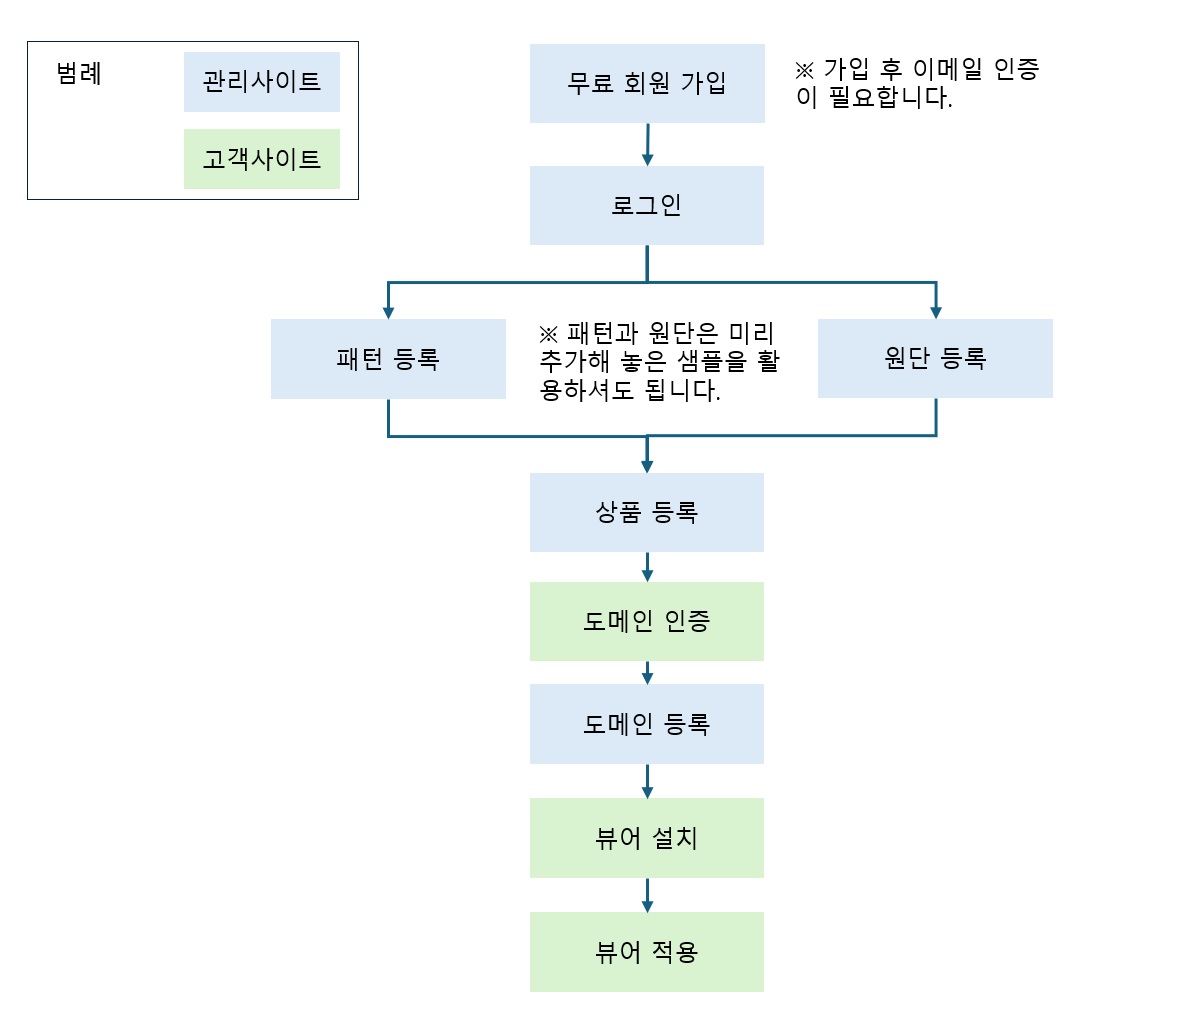 범례
관리사이트
고객사이트
무료 회원 가입
※ 가입 후 이메일 인증
이 필요합니다.
로그인
패턴 등록
※ 패턴과 원단은 미리
추가해 놓은 샘플을 활
용하셔도 됩니다.
원단 등록
상품 등록
도메인 인증
도메인 등록
뷰어 설치
뷰어 적용